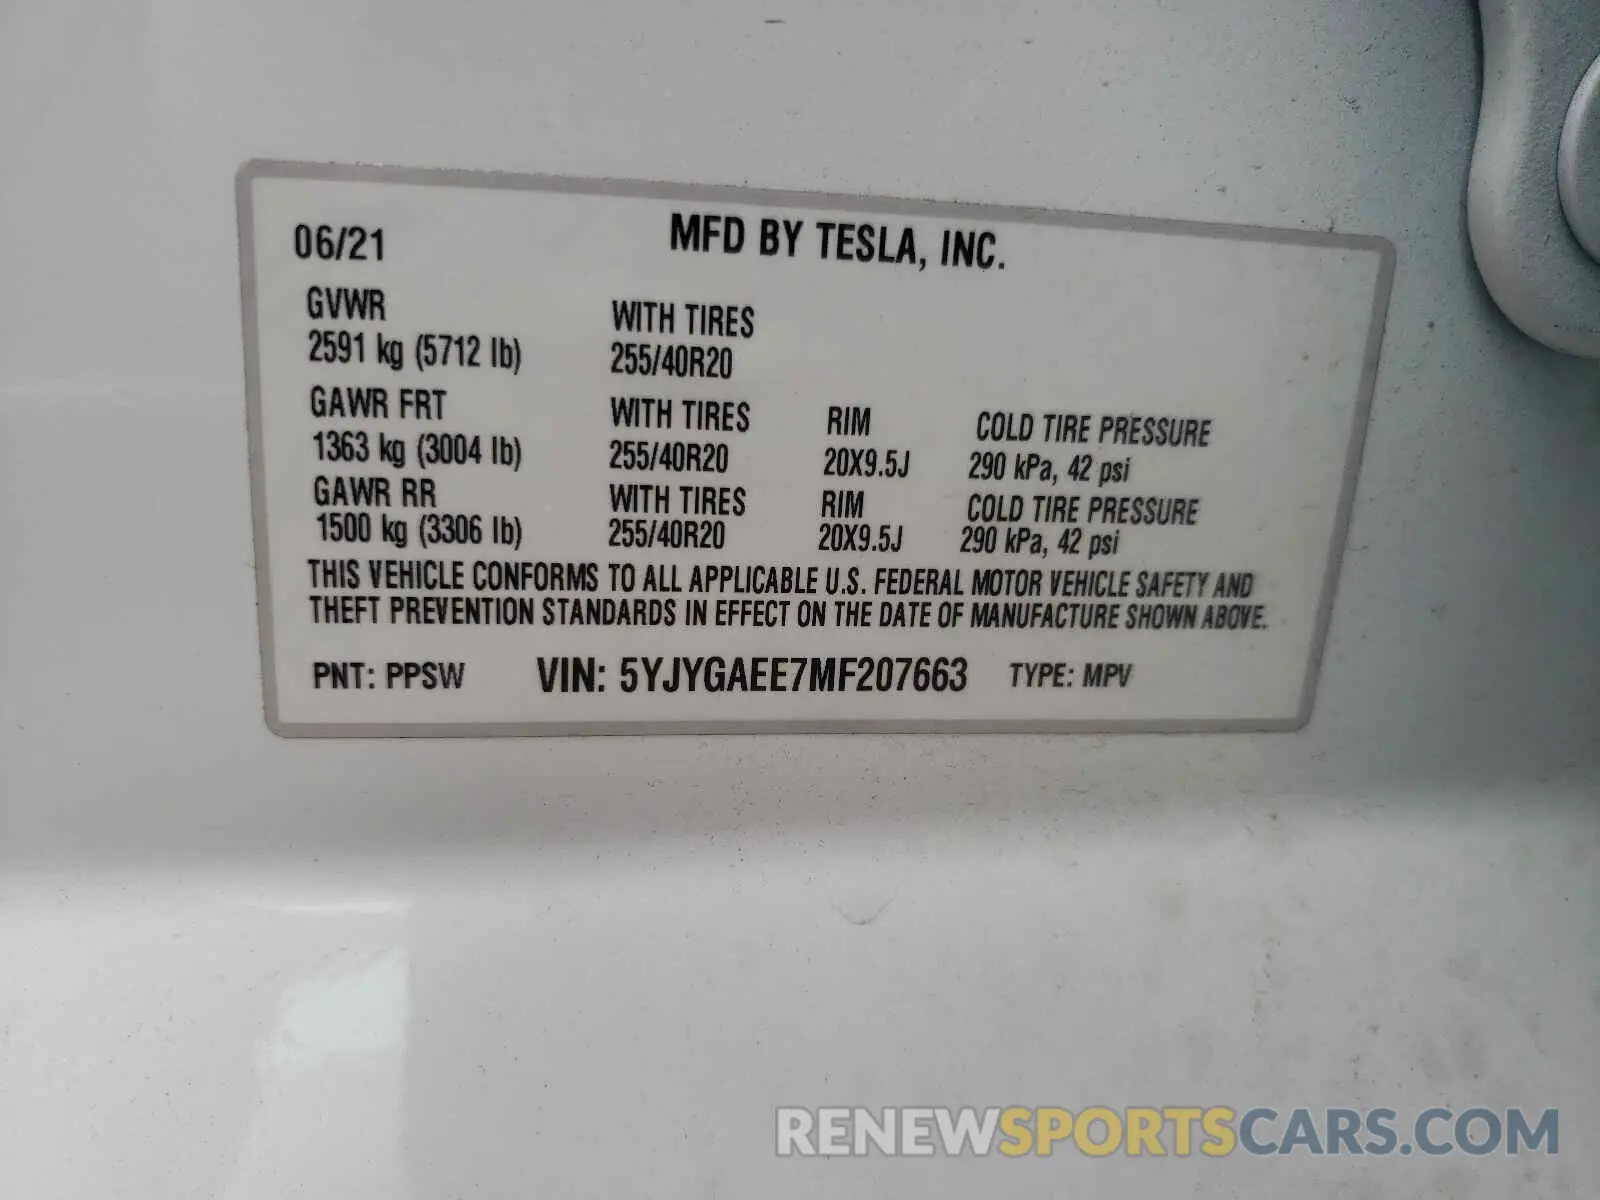 06/21 MFD BY TESLA, INC.
GVWR WITH TIRES
2591 kg (5712 lb) 255/40R20
GAWR FRT WITH TIRES RIM COLD TIRE PRESSURE
1363 kg (3004 lb) 255/40R20 20X9.5J 290 kPa, 42 psi
GAWR RR WITH TIRES RIM COLD TIRE PRESSURE
1500 kg (3306 lb) 255/40R20 20X9.5J 290 kPa, 42 psi
THIS VEHICLE CONFORMS TO ALL APPLICABLE U.S. FEDERAL MOTOR VEHICLE SAFETY AND
THEFT PREVENTION STANDARDS IN EFFECT ON THE DATE OF MANUFACTURE SHOWN ABOVE.
PNT: PPSW VIN: 5YJYGAEE7MF207663 TYPE: MPV
RENEWSPORTSCARS.COM